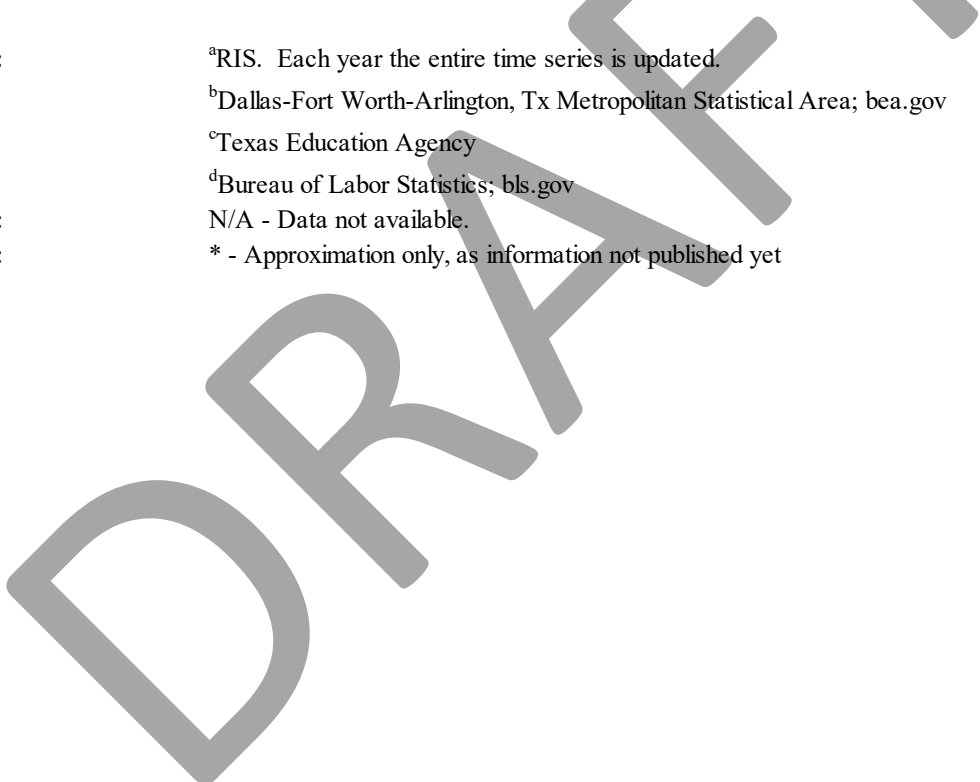 : ᵃRIS. Each year the entire time series is updated.
ᵇDallas-Fort Worth-Arlington, Tx Metropolitan Statistical Area; bea.gov
ᶜTexas Education Agency
ᵈBureau of Labor Statistics; bls.gov
: N/A - Data not available.
: * - Approximation only, as information not published yet
DRAF